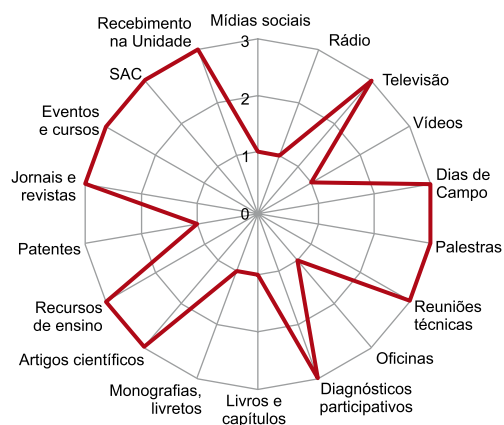 Mídias sociais
Rádio
Televisão
Vídeos
Dias de
Campo
Palestras
Reuniões
técnicas
Oficinas
Diagnósticos
participativos
Livros e
capítulos
Monografias,
livretos
Artigos científicos
Recursos
de ensino
Patentes
Jornais e
revistas
Eventos
e cursos
SAC
Recebimento
na Unidade
3
2
1
0